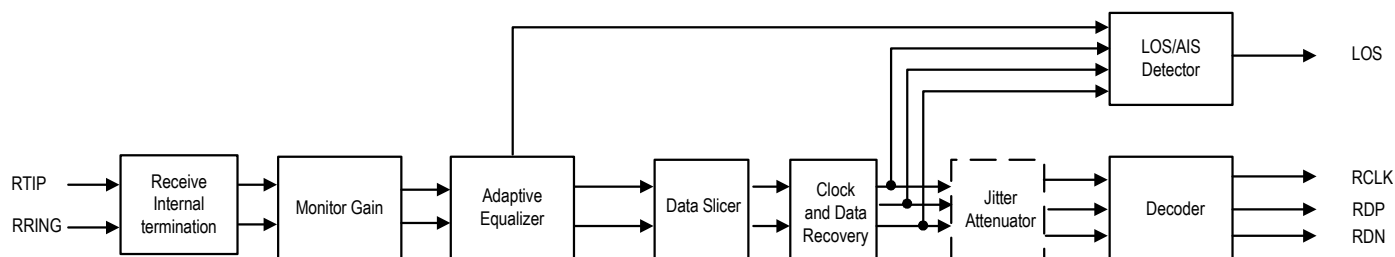 LOS/AIS
Detector
LOS
RTIP
RRING
Receive
Internal
termination
Monitor Gain
Adaptive
Equalizer
Data Slicer
Clock
and Data
Recovery
Jitter
Attenuator
Decoder
RCLK
RDP
RDN